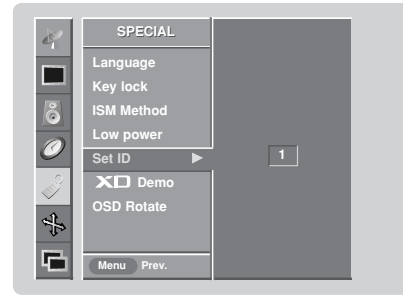 SPECIAL
Language
Key lock
ISM Method
Low power
Set ID
1
XD Demo
OSD Rotate
Menu Prev.